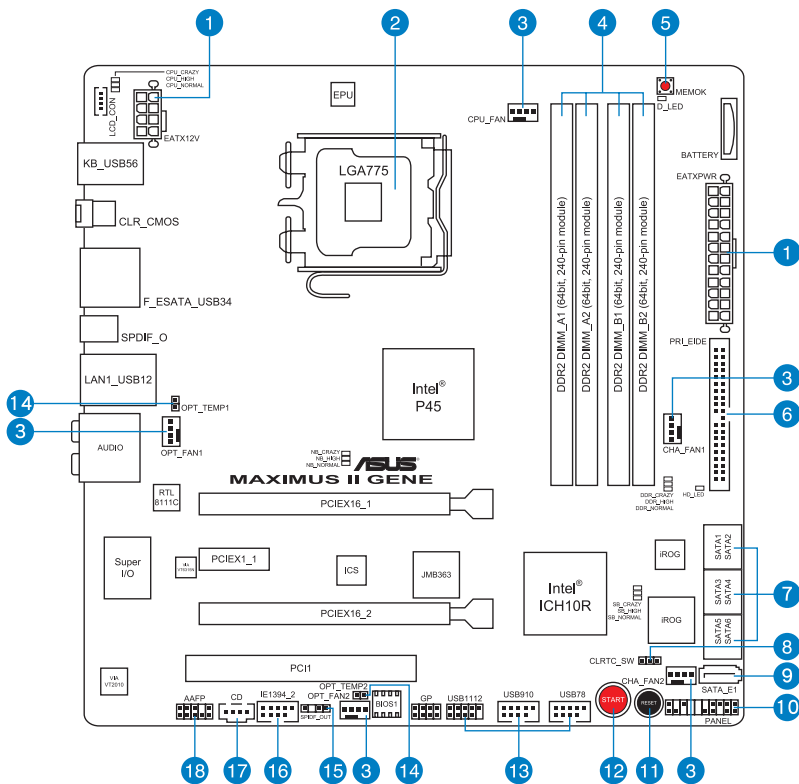 1
2
3
4
5
CPU_CRAZY
CPU_HIGH
CPU_NORMAL
LCD_CON
EATX12V
EPU
CPU_FAN
MEMOK
D_LED
BATTERY
KB_USB56
LGA775
EATXPWR
CLR_CMOS
1
DDR2 DIMM_A1 (64bit, 240-pin module)
DDR2 DIMM_A2 (64bit, 240-pin module)
DDR2 DIMM_B1 (64bit, 240-pin module)
DDR2 DIMM_B2 (64bit, 240-pin module)
F_ESATA_USB34
SPDIF_O
PRI_EIDE
LAN1_USB12
Intel®
P45
14
OPT_TEMP1
3
3
6
AUDIO
OPT_FAN1
CHA_FAN1
NB_CRAZY
NB_HIGH
NB_NORMAL
ASUS
MAXIMUS II GENE
DDR_CRAZY
DDR_HIGH
DDR_NORMAL
HD_LED
RTL
8111C
PCIEX16_1
SATA1
SATA2
Super
I/O
VIA
VT6315N
PCIEX1_1
ICS
JMB363
Intel®
ICH10R
iROG
SATA3
SATA4
7
SB_CRAZY
SB_HIGH
SB_NORMAL
iROG
PCIEX16_2
SATA5
SATA6
8
CLRTC_SW
PCI1
CHA_FAN2
9
SATA_E1
VIA
VT2010
OPT_TEMP2
OPT_FAN2
AAFP
CD
IE1394_2
SPDIF_OUT
BIOS1
GP
USB1112
USB910
USB78
START
RESET
PANEL
10
18
17
16
15
3
14
13
12
11
3